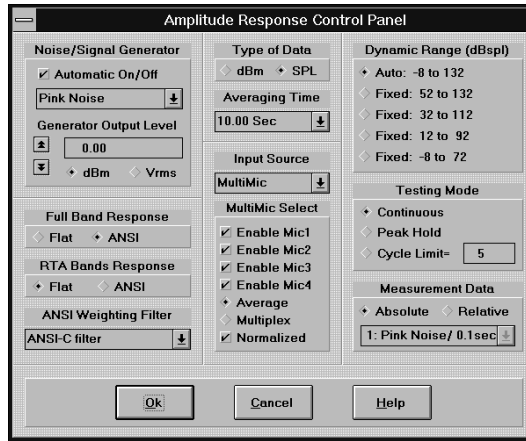 Amplitude Response Control Panel
Noise/Signal Generator
Automatic On/Off
Pink Noise
Generator Output Level
0.00
dBm Vrms
Full Band Response
Flat ANSI
RTA Bands Response
Flat ANSI
ANSI Weighting Filter
ANSI-C filter
Type of Data
dBm SPL
Averaging Time
10.00 Sec
Input Source
MultiMic
MultiMic Select
Enable Mic1
Enable Mic2
Enable Mic3
Enable Mic4
Average
Multiplex
Normalized
Dynamic Range (dBspl)
Auto: -8 to 132
Fixed: 52 to 132
Fixed: 32 to 112
Fixed: 12 to 92
Fixed: -8 to 72
Testing Mode
Continuous
Peak Hold
Cycle Limit= 5
Measurement Data
Absolute Relative
1: Pink Noise/ 0.1sec
Ok Cancel Help